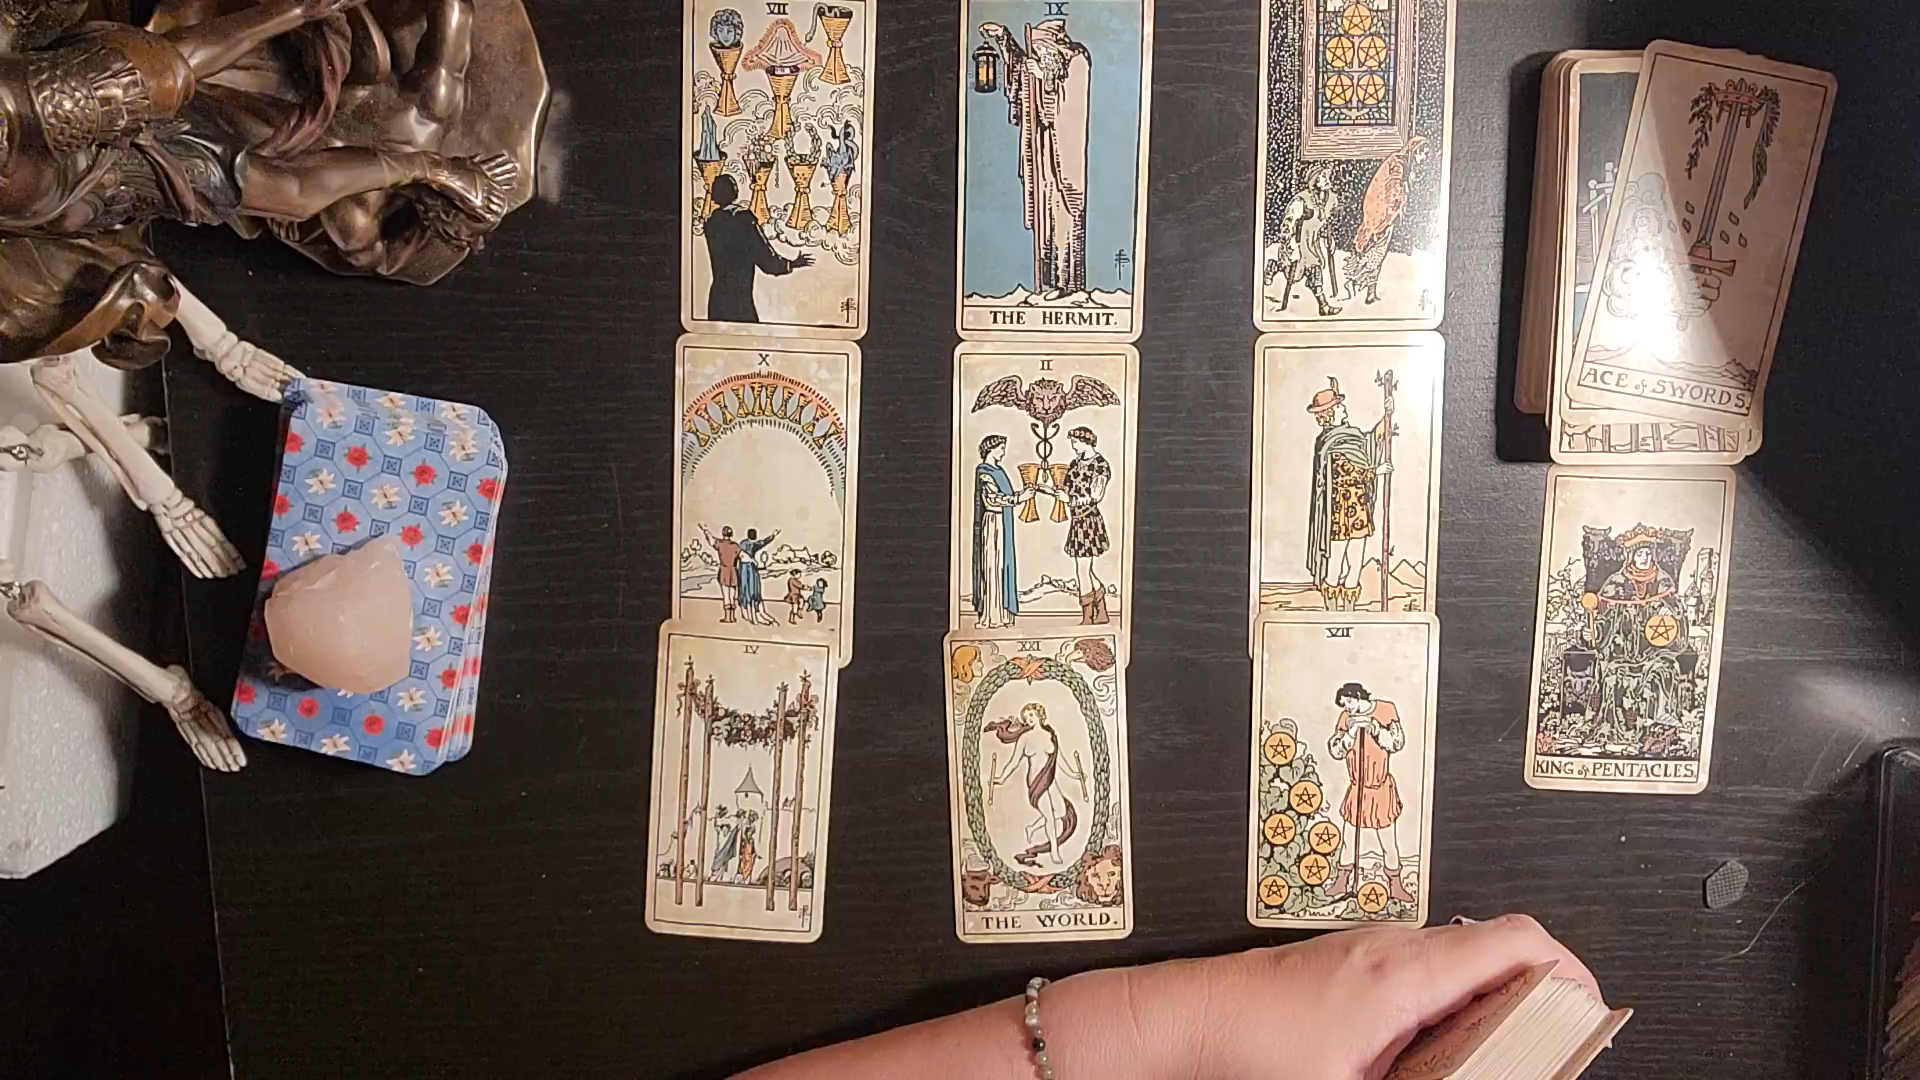 VII
IX
THE HERMIT.
ACE of SWORDS.
X
II
KING of PENTACLES.
IV
XXI
VII
THE WORLD.